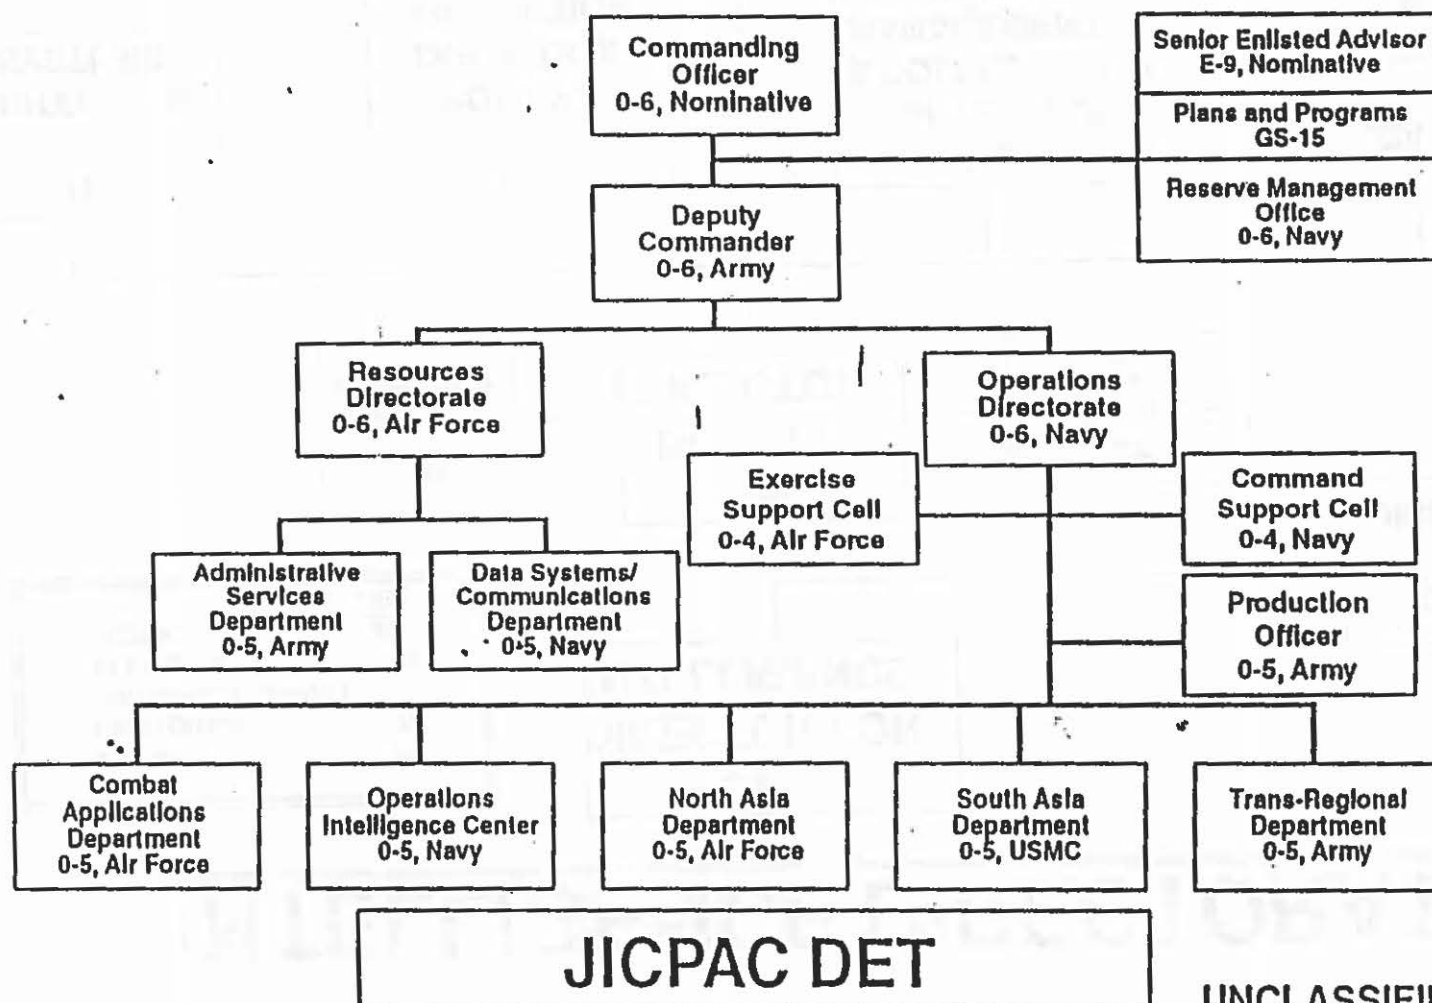 Commanding
Officer
0-6, Nominative
Senior Enlisted Advisor
E-9, Nominative
Plans and Programs
GS-15
Reserve Management
Office
0-6, Navy
Deputy
Commander
0-6, Army
Resources
Directorate
0-6, Air Force
Operations
Directorate
0-6, Navy
Exercise
Support Cell
0-4, Air Force
Command
Support Cell
0-4, Navy
Administrative
Services
Department
0-5, Army
Data Systems/
Communications
Department
0-5, Navy
Production
Officer
0-5, Army
Combat
Applications
Department
0-5, Air Force
Operations
Intelligence Center
0-5, Navy
North Asia
Department
0-5, Air Force
South Asia
Department
0-5, USMC
Trans-Regional
Department
0-5, Army
JICPAC DET
UNCLASSIFI